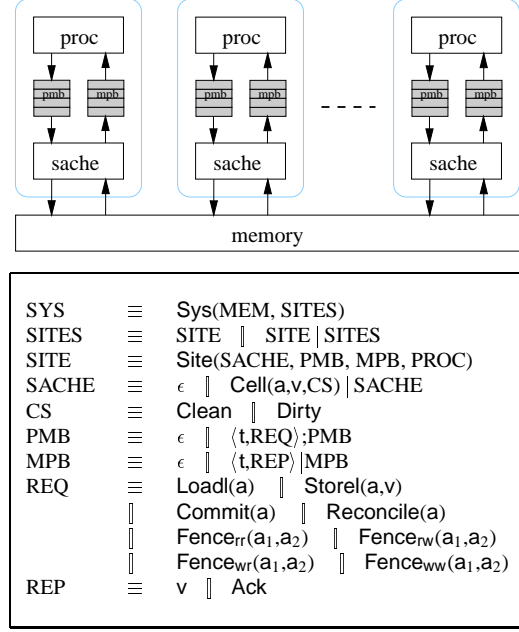 proc proc proc
pmb mpb pmb mpb pmb mpb
sache sache sache
memory
SYS ≡ Sys(MEM, SITES)
SITES ≡ SITE ▯ SITE | SITES
SITE ≡ Site(SACHE, PMB, MPB, PROC)
SACHE ≡ ϵ ▯ Cell(a,v,CS) | SACHE
CS ≡ Clean ▯ Dirty
PMB ≡ ϵ ▯ ⟨t,REQ⟩;PMB
MPB ≡ ϵ ▯ ⟨t,REP⟩|MPB
REQ ≡ Loadl(a) ▯ Storel(a,v)
▯ Commit(a) ▯ Reconcile(a)
▯ Fencerr(a₁,a₂) ▯ Fencerw(a₁,a₂)
▯ Fencewr(a₁,a₂) ▯ Fenceww(a₁,a₂)
REP ≡ v ▯ Ack